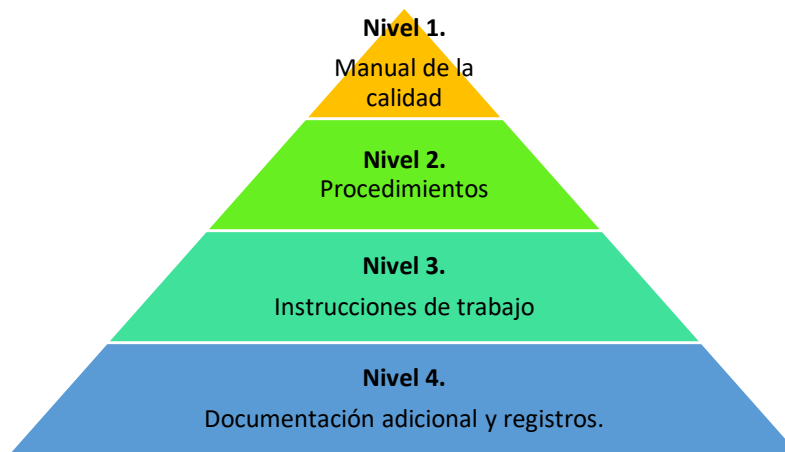 Nivel 1.
Manual de la
calidad
Nivel 2.
Procedimientos
Nivel 3.
Instrucciones de trabajo
Nivel 4.
Documentación adicional y registros.